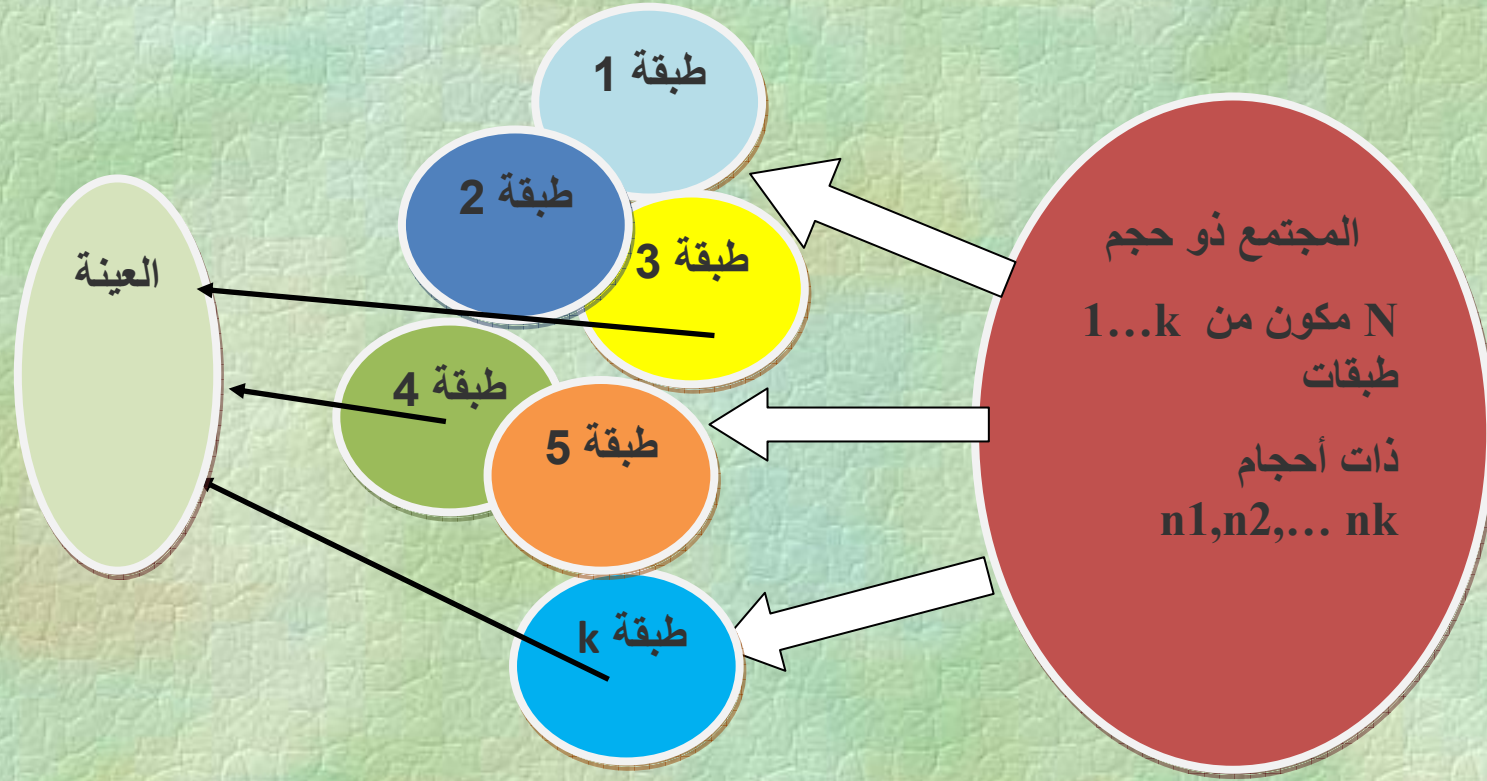 المجتمع ذو حجم
N مكون من 1…k
طبقات
ذات أحجام
n1,n2,… nk
طبقة 1
طبقة 2
طبقة 3
طبقة 4
طبقة 5
طبقة k
العينة